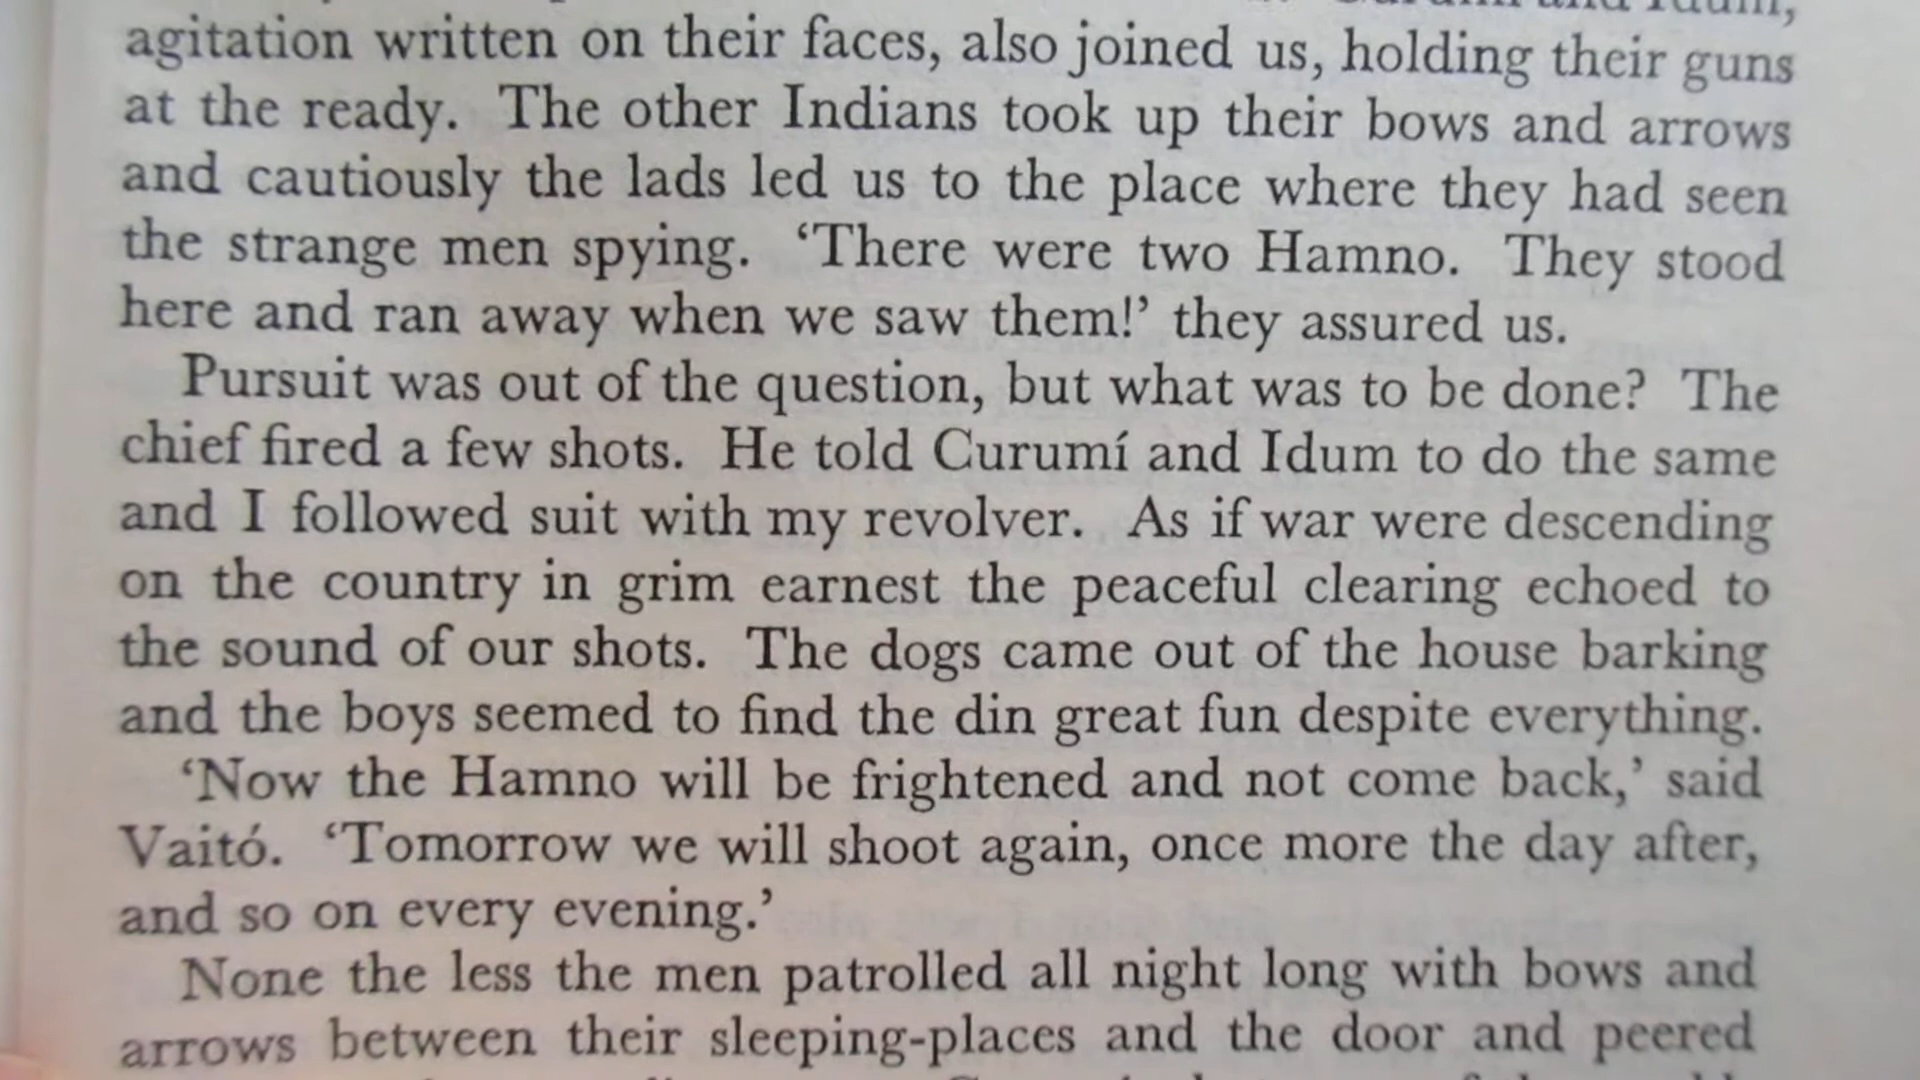 agitation written on their faces, also joined us, holding their guns
at the ready. The other Indians took up their bows and arrows
and cautiously the lads led us to the place where they had seen
the strange men spying. ‘There were two Hamno. They stood
here and ran away when we saw them!’ they assured us.
Pursuit was out of the question, but what was to be done? The
chief fired a few shots. He told Curumí and Idum to do the same
and I followed suit with my revolver. As if war were descending
on the country in grim earnest the peaceful clearing echoed to
the sound of our shots. The dogs came out of the house barking
and the boys seemed to find the din great fun despite everything.
‘Now the Hamno will be frightened and not come back,’ said
Vaitó. ‘Tomorrow we will shoot again, once more the day after,
and so on every evening.’
None the less the men patrolled all night long with bows and
arrows between their sleeping-places and the door and peered